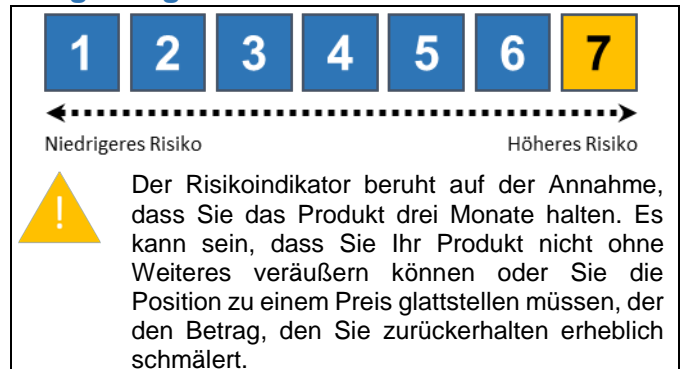 1 2 3 4 5 6 7
Niedrigeres Risiko Höheres Risiko
!
Der Risikoindikator beruht auf der Annahme,
dass Sie das Produkt drei Monate halten. Es
kann sein, dass Sie Ihr Produkt nicht ohne
Weiteres veräußern können oder Sie die
Position zu einem Preis glattstellen müssen, der
den Betrag, den Sie zurückerhalten erheblich
schmälert.